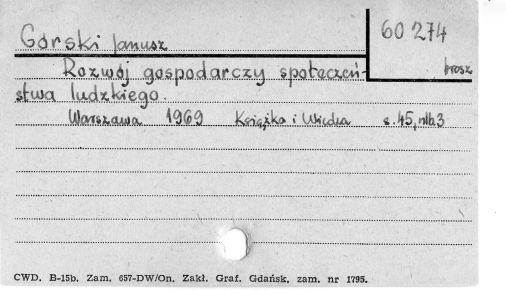 Górski Janusz
60 274
brosz
Rozwój gospodarczy społeczeń-
stwa ludzkiego.
Warszawa 1969 Książka i Wiedza s. 45, nlb. 3
CWD. B-15b. Zam. 657-DW/On. Zakł. Graf. Gdańsk, zam. nr 1795.